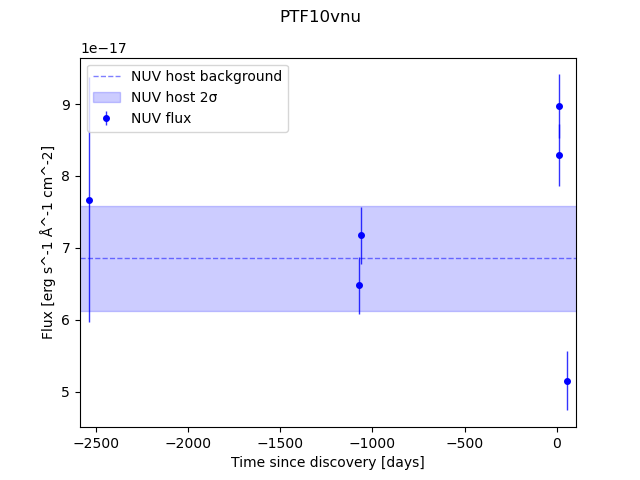 PTF10vnu
1e−17
NUV host background
NUV host 2σ
NUV flux
9
8
7
6
5
Flux [erg s^-1 Å^-1 cm^-2]
−2500 −2000 −1500 −1000 −500 0
Time since discovery [days]